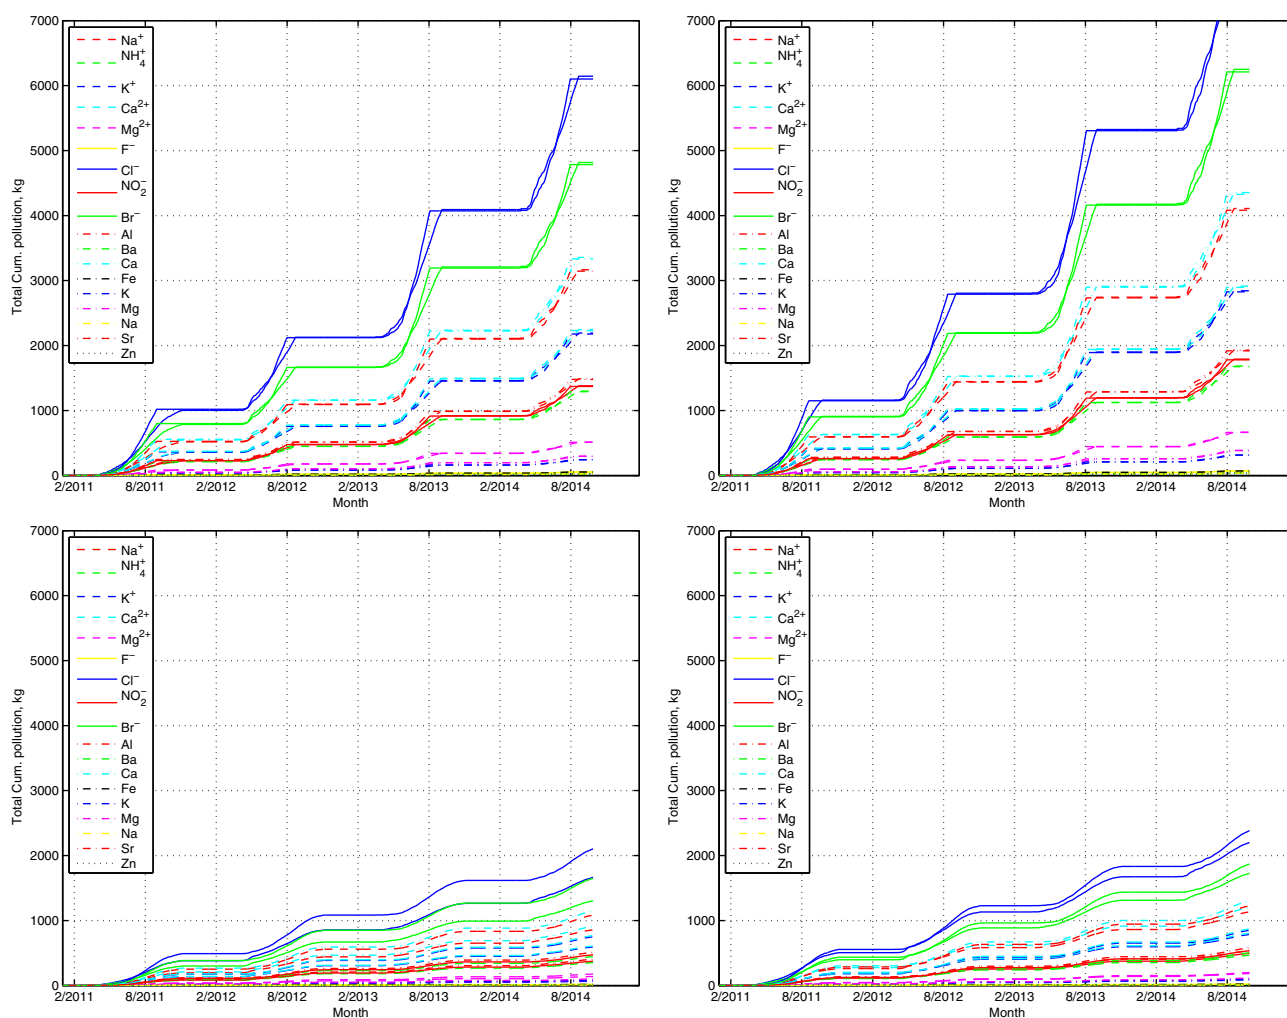 7000
6000
5000
4000
3000
2000
1000
0
Total Cum. pollution, kg
Na⁺
NH₄⁺
K⁺
Ca²⁺
Mg²⁺
F⁻
Cl⁻
NO₂⁻
Br⁻
Al
Ba
Ca
Fe
K
Mg
Na
Sr
Zn
2/2011 8/2011 2/2012 8/2012 2/2013 8/2013 2/2014 8/2014
Month
7000
6000
5000
4000
3000
2000
1000
0
Total Cum. pollution, kg
Na⁺
NH₄⁺
K⁺
Ca²⁺
Mg²⁺
F⁻
Cl⁻
NO₂⁻
Br⁻
Al
Ba
Ca
Fe
K
Mg
Na
Sr
Zn
2/2011 8/2011 2/2012 8/2012 2/2013 8/2013 2/2014 8/2014
Month
7000
6000
5000
4000
3000
2000
1000
0
Total Cum. pollution, kg
Na⁺
NH₄⁺
K⁺
Ca²⁺
Mg²⁺
F⁻
Cl⁻
NO₂⁻
Br⁻
Al
Ba
Ca
Fe
K
Mg
Na
Sr
Zn
2/2011 8/2011 2/2012 8/2012 2/2013 8/2013 2/2014 8/2014
Month
7000
6000
5000
4000
3000
2000
1000
0
Total Cum. pollution, kg
Na⁺
NH₄⁺
K⁺
Ca²⁺
Mg²⁺
F⁻
Cl⁻
NO₂⁻
Br⁻
Al
Ba
Ca
Fe
K
Mg
Na
Sr
Zn
2/2011 8/2011 2/2012 8/2012 2/2013 8/2013 2/2014 8/2014
Month